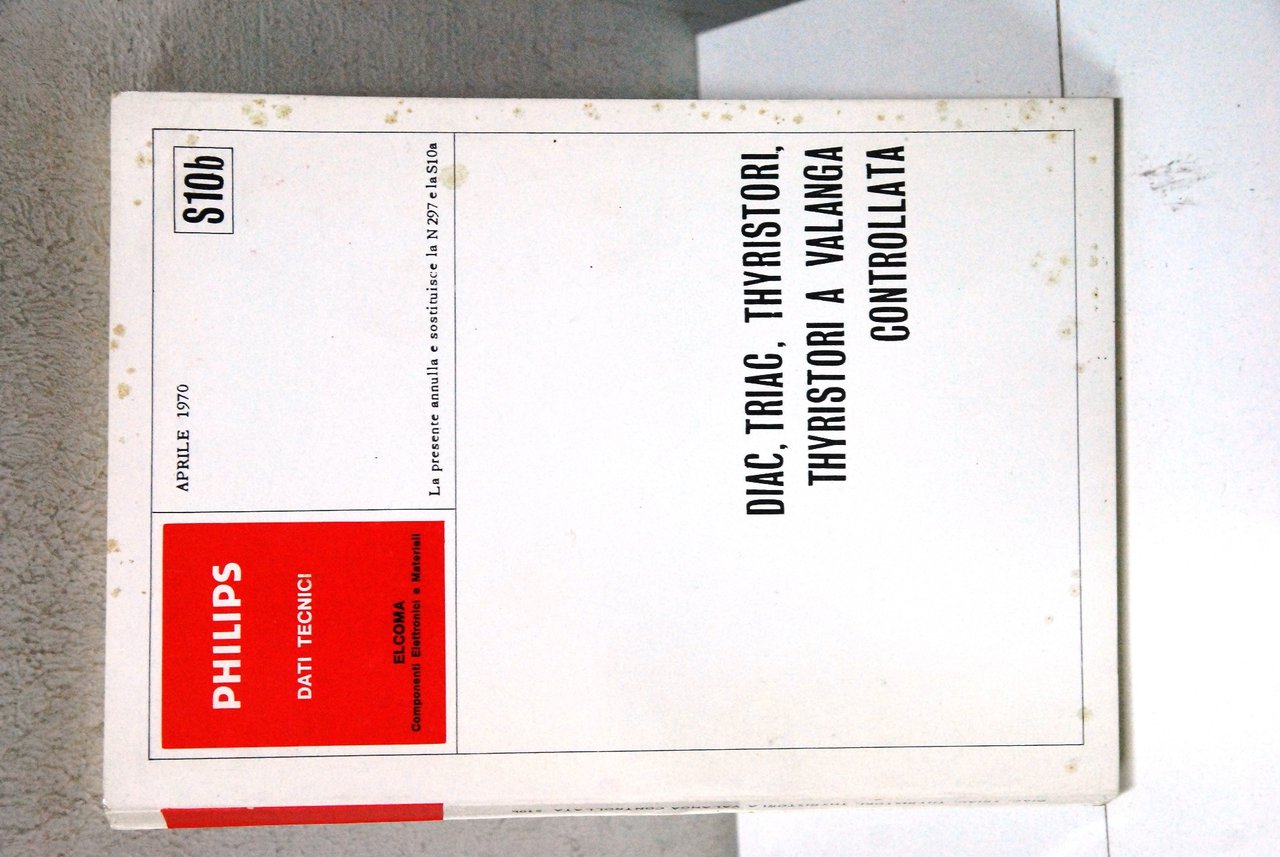 PHILIPS
DATI TECNICI
ELCOMA
Componenti Elettronici e Materiali
APRILE 1970
S10b
La presente annulla e sostituisce la N 297 e la S10a
DIAC, TRIAC, THYRISTORI,
THYRISTORI A VALANGA
CONTROLLATA